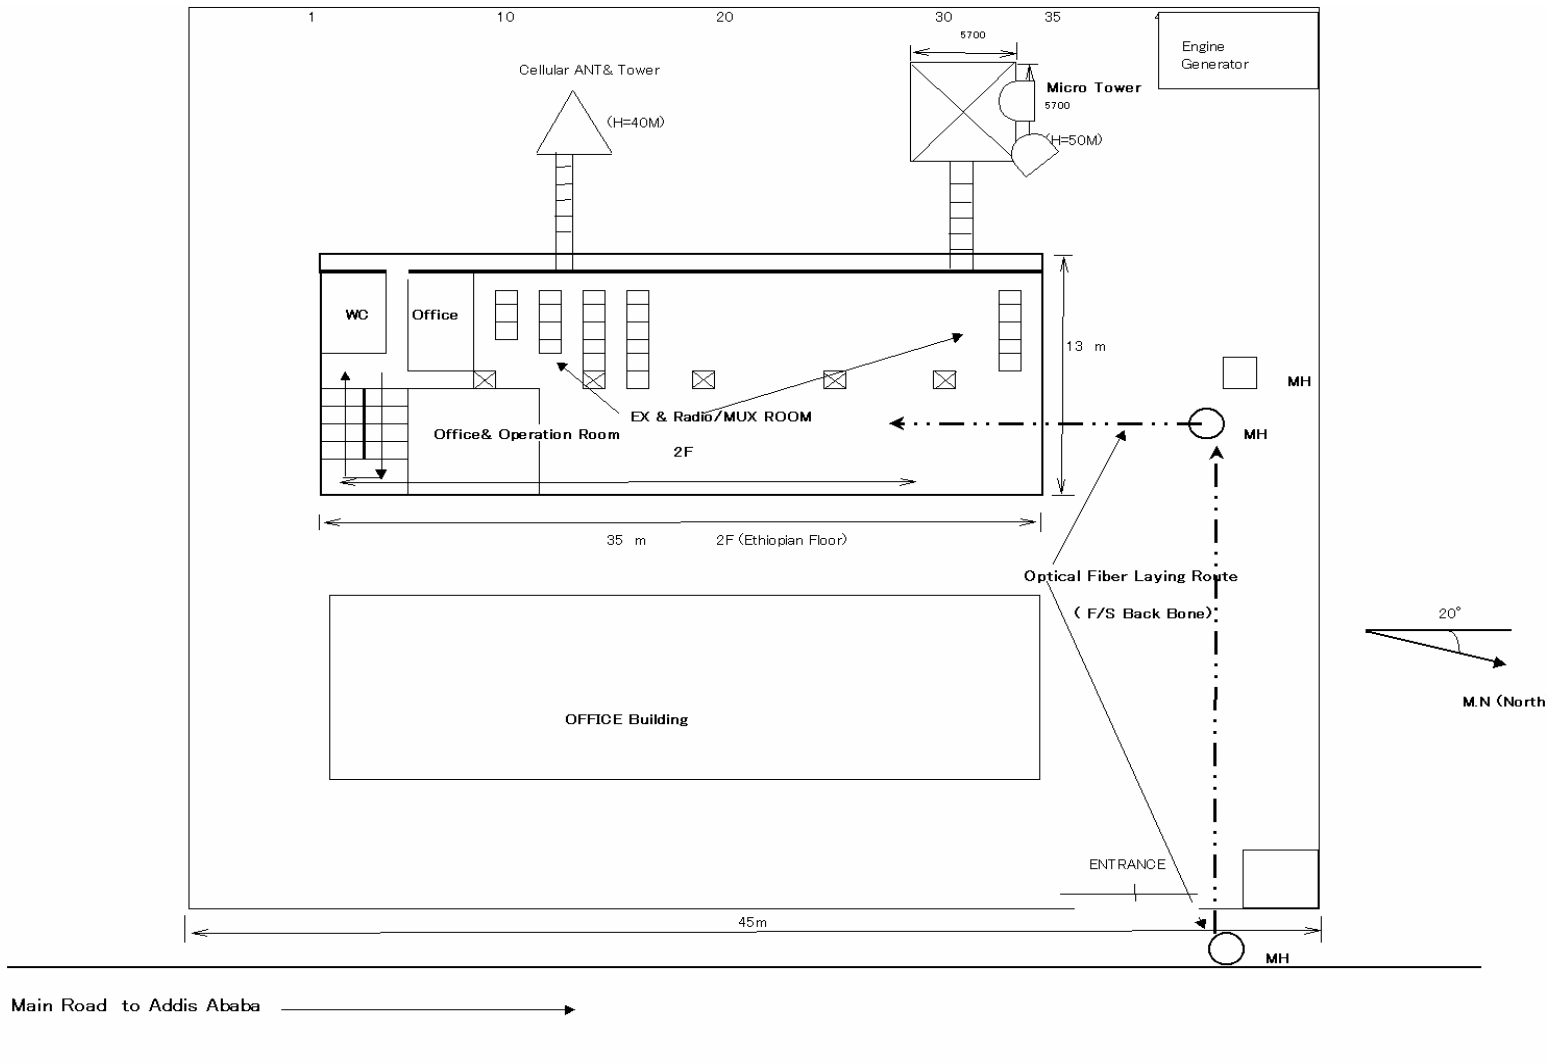 1 10 20 30 35
5700
Engine
Generator
Cellular ANT& Tower
Micro Tower
5700
(H=40M)
(H=50M)
WC
Office
13 m
MH
EX & Radio/MUX ROOM
Office& Operation Room
MH
2F
35 m 2F (Ethiopian Floor)
Optical Fiber Laying Route
( F/S Back Bone)
20°
M.N (North
OFFICE Building
ENTRANCE
45m
MH
Main Road to Addis Ababa